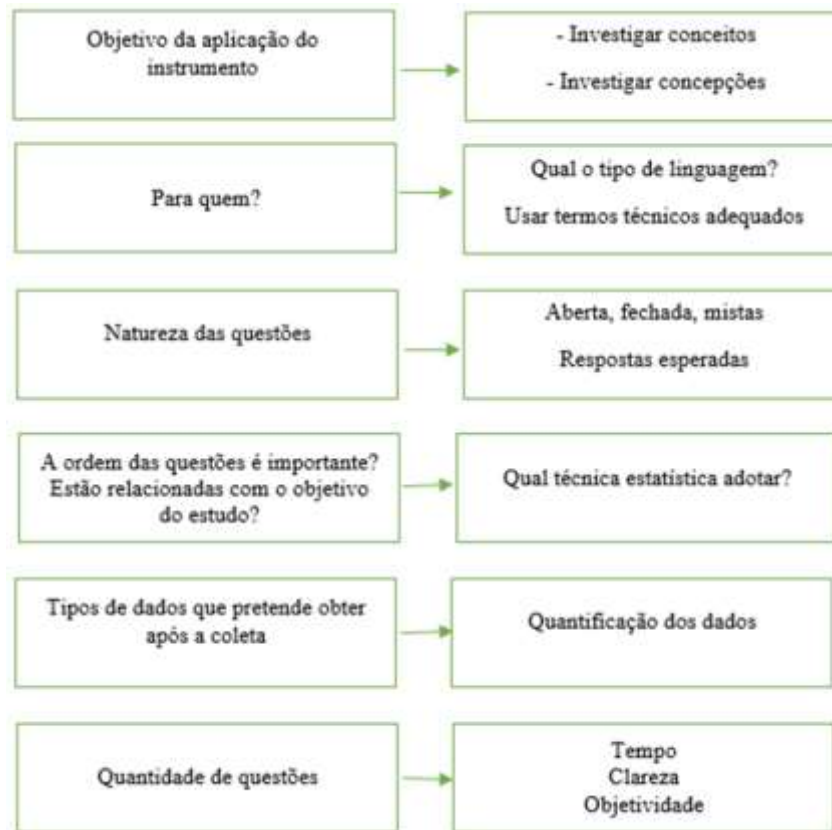 Objetivo da aplicação do
instrumento
- Investigar conceitos
- Investigar concepções
Para quem?
Qual o tipo de linguagem?
Usar termos técnicos adequados
Natureza das questões
Aberta, fechada, mistas
Respostas esperadas
A ordem das questões é importante?
Estão relacionadas com o objetivo
do estudo?
Qual técnica estatística adotar?
Tipos de dados que pretende obter
após a coleta
Quantificação dos dados
Quantidade de questões
Tempo
Clareza
Objetividade